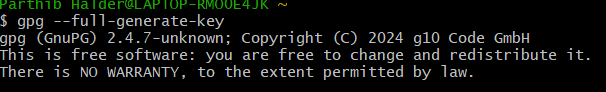 Parthib Halder@LAPTOP-RMOOE4JK ~
$ gpg --full-generate-key
gpg (GnuPG) 2.4.7-unknown; Copyright (C) 2024 g10 Code GmbH
This is free software: you are free to change and redistribute it.
There is NO WARRANTY, to the extent permitted by law.